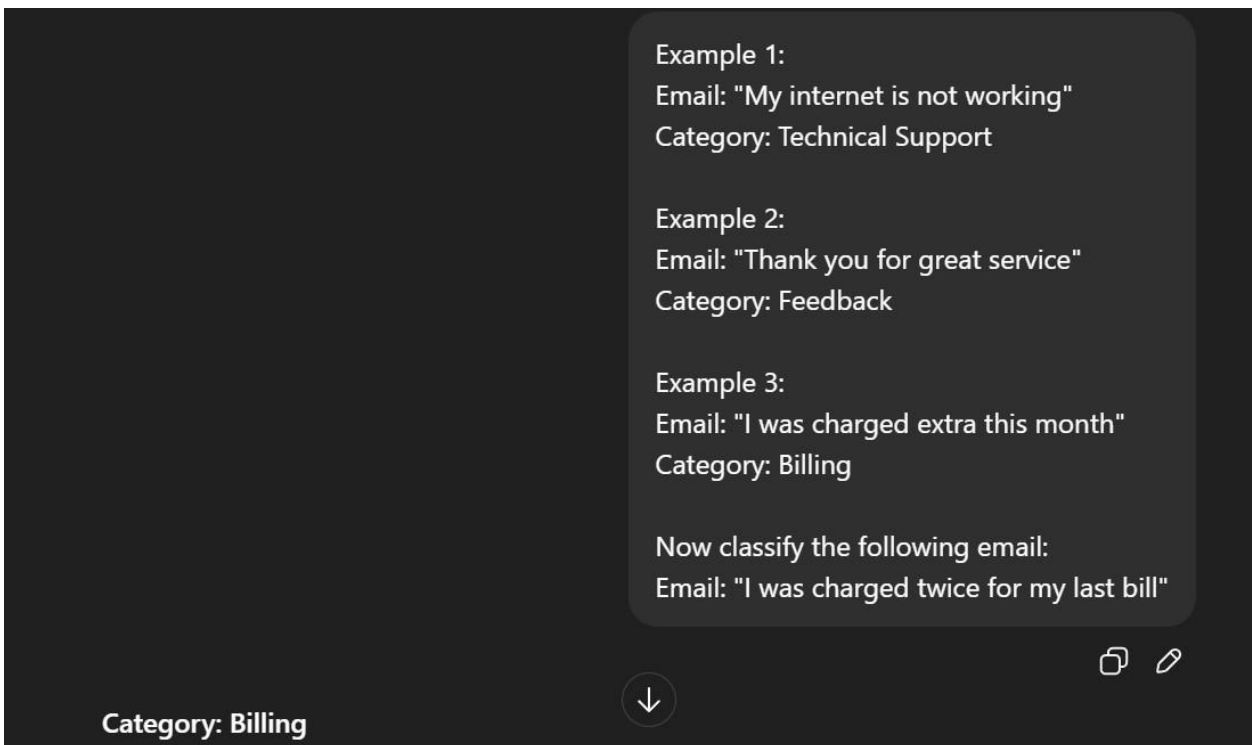 Example 1:
Email: "My internet is not working"
Category: Technical Support
Example 2:
Email: "Thank you for great service"
Category: Feedback
Example 3:
Email: "I was charged extra this month"
Category: Billing
Now classify the following email:
Email: "I was charged twice for my last bill"
Category: Billing